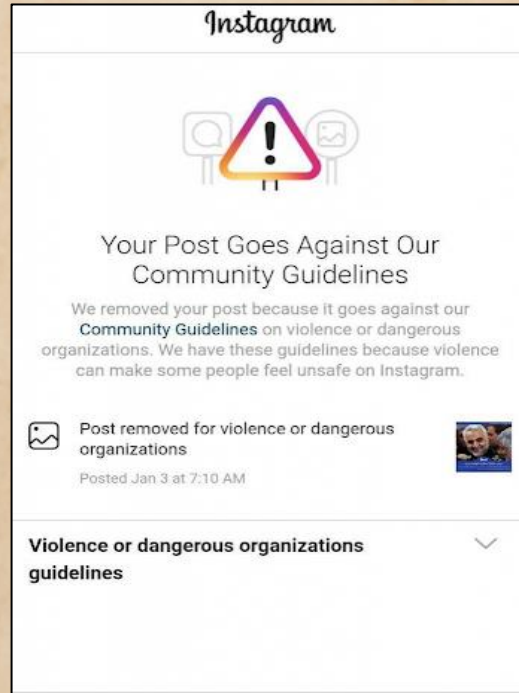 Instagram
Your Post Goes Against Our
Community Guidelines
We removed your post because it goes against our
Community Guidelines on violence or dangerous
organizations. We have these guidelines because violence
can make some people feel unsafe on Instagram.
Post removed for violence or dangerous
organizations
Posted Jan 3 at 7:10 AM
Violence or dangerous organizations
guidelines